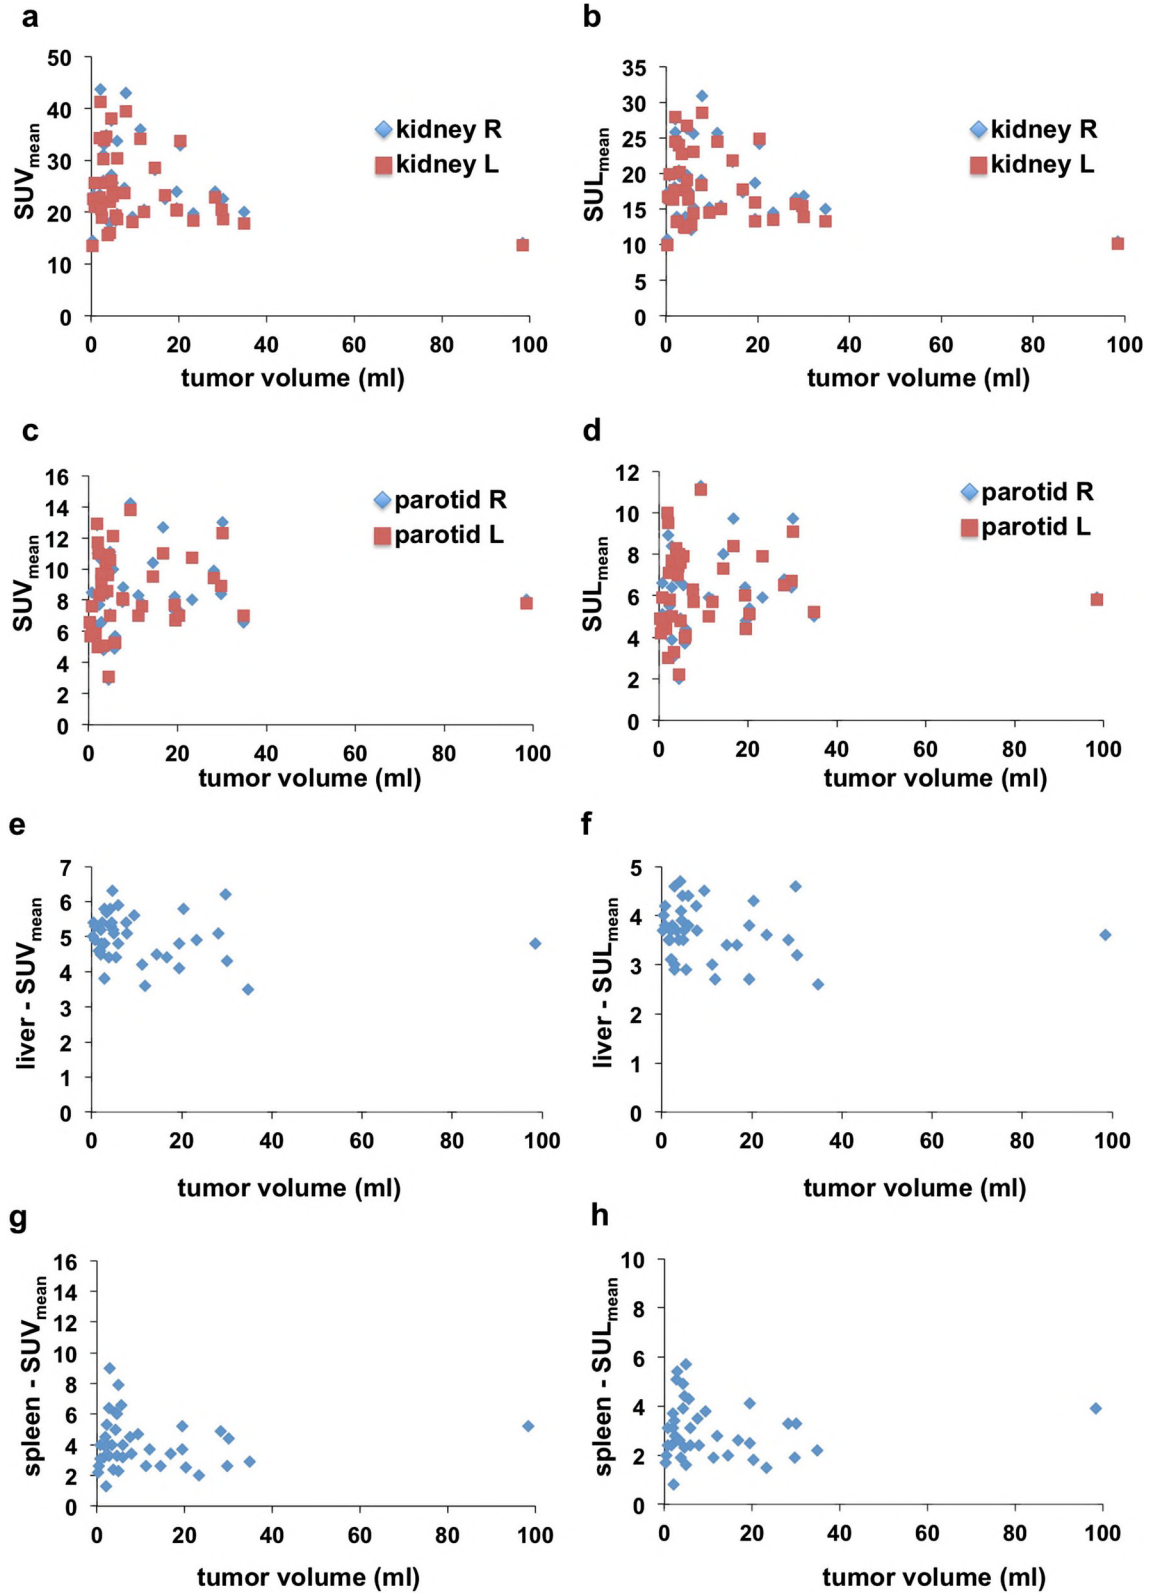 a
50
40
30
20
10
0
SUVmean
kidney R
kidney L
0 20 40 60 80 100
tumor volume (ml)
b
35
30
25
20
15
10
5
0
SULmean
kidney R
kidney L
0 20 40 60 80 100
tumor volume (ml)
c
16
14
12
10
8
6
4
2
0
SUVmean
parotid R
parotid L
0 20 40 60 80 100
tumor volume (ml)
d
12
10
8
6
4
2
0
SULmean
parotid R
parotid L
0 20 40 60 80 100
tumor volume (ml)
e
7
6
5
4
3
2
1
0
liver - SUVmean
0 20 40 60 80 100
tumor volume (ml)
f
5
4
3
2
1
0
liver - SULmean
0 20 40 60 80 100
tumor volume (ml)
g
16
14
12
10
8
6
4
2
0
spleen - SUVmean
0 20 40 60 80 100
tumor volume (ml)
h
10
8
6
4
2
0
spleen - SULmean
0 20 40 60 80 100
tumor volume (ml)